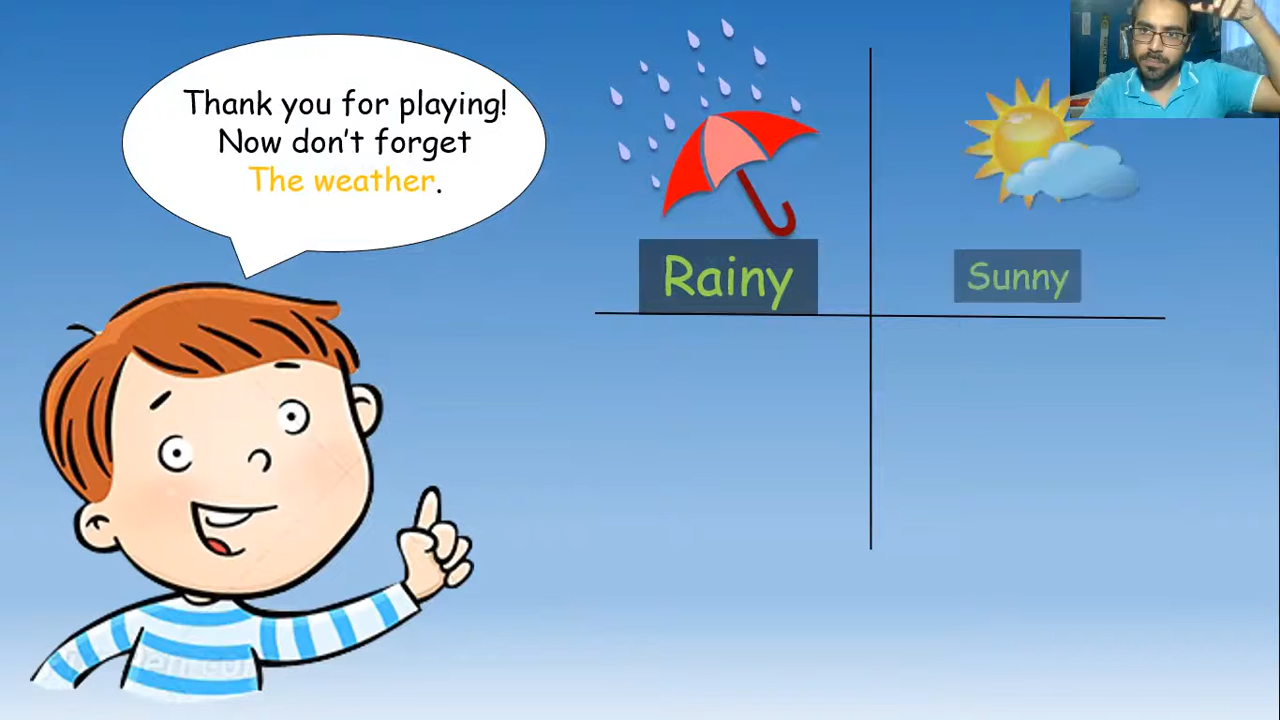 Thank you for playing!
Now don't forget
The weather.
Rainy
Sunny